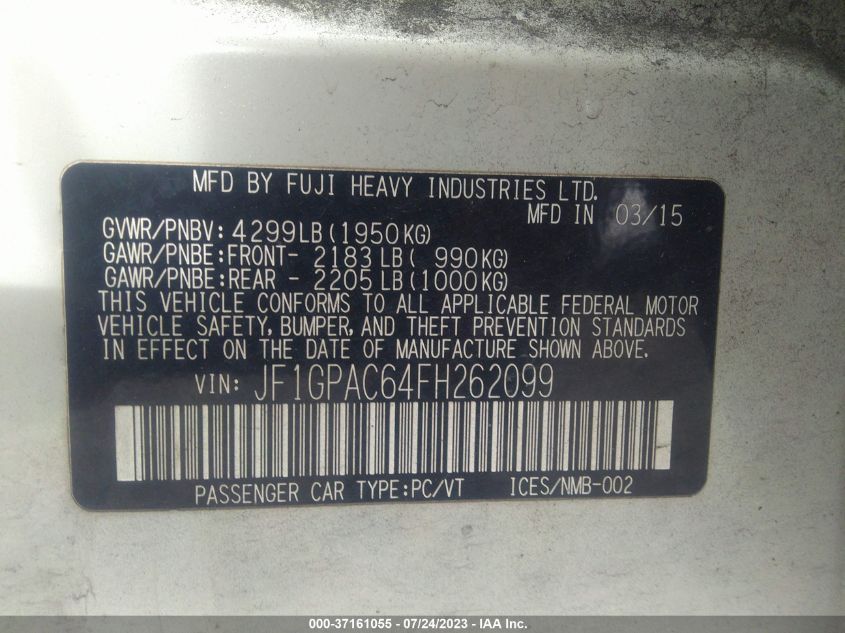 MFD BY FUJI HEAVY INDUSTRIES LTD.
MFD IN 03/15
GVWR/PNBV: 4299LB(1950KG)
GAWR/PNBE:FRONT- 2183LB( 990KG)
GAWR/PNBE:REAR - 2205LB(1000KG)
THIS VEHICLE CONFORMS TO ALL APPLICABLE FEDERAL MOTOR
VEHICLE SAFETY, BUMPER, AND THEFT PREVENTION STANDARDS
IN EFFECT ON THE DATE OF MANUFACTURE SHOWN ABOVE.
VIN: JF1GPAC64FH262099
PASSENGER CAR TYPE:PC/VT ICES/NMB-002
000-37161055 - 07/24/2023 - IAA Inc.